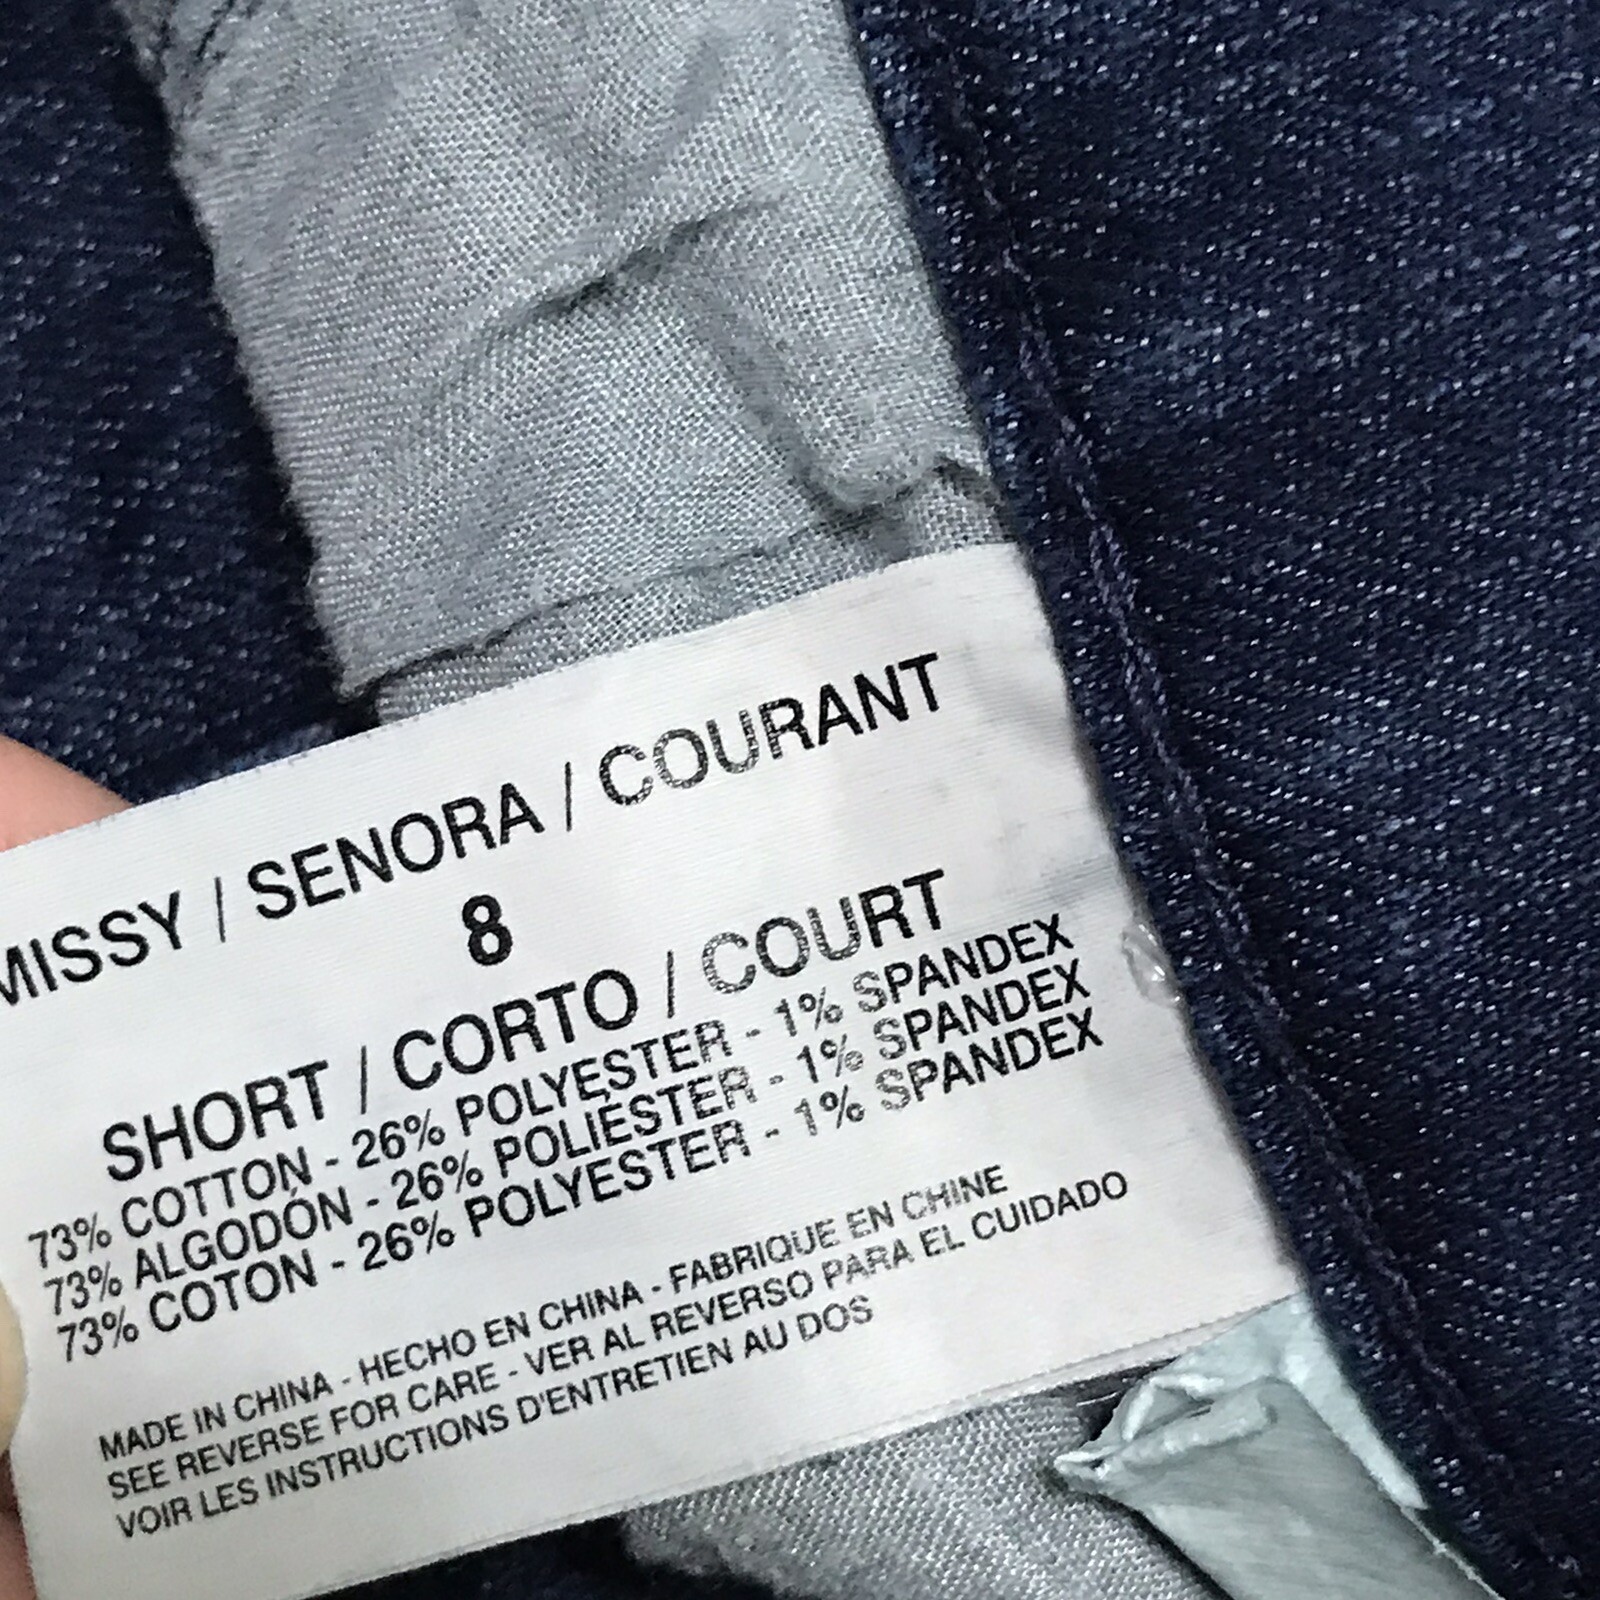 MISSY / SENORA / COURANT
8
SHORT / CORTO / COURT
73% COTTON - 26% POLYESTER - 1% SPANDEX
73% ALGODÓN - 26% POLIÉSTER - 1% SPANDEX
73% COTON - 26% POLYESTER - 1% SPANDEX
MADE IN CHINA - HECHO EN CHINA - FABRIQUE EN CHINE
SEE REVERSE FOR CARE - VER AL REVERSO PARA EL CUIDADO
VOIR LES INSTRUCTIONS D'ENTRETIEN AU DOS